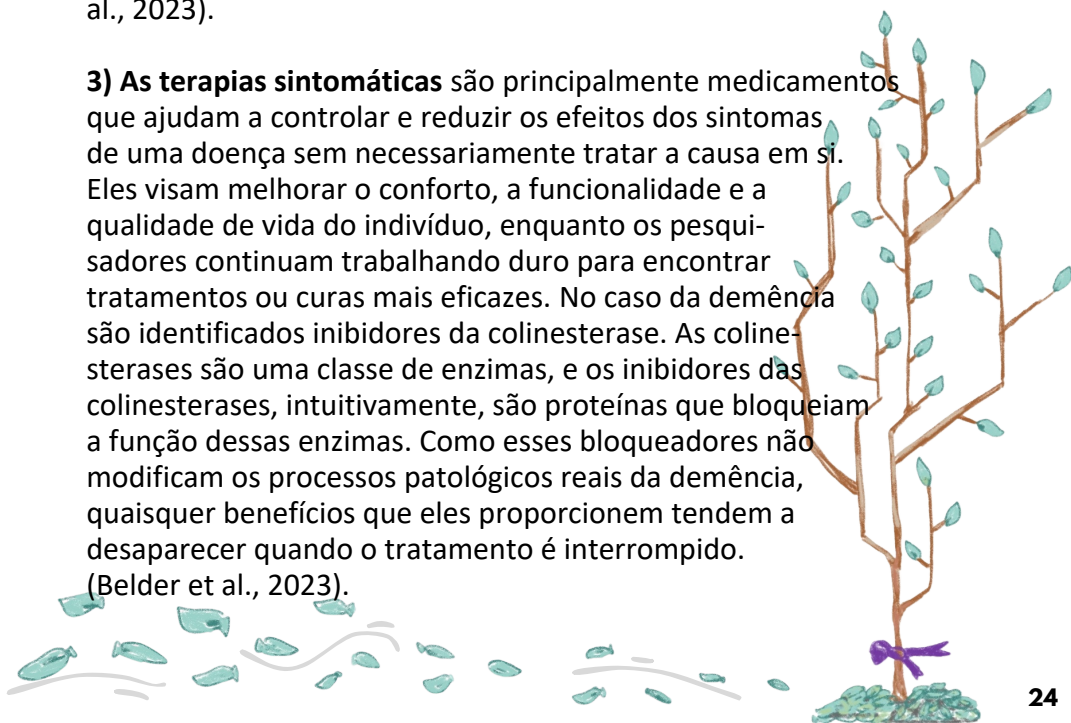 al., 2023).
3) As terapias sintomáticas são principalmente medicamentos
que ajudam a controlar e reduzir os efeitos dos sintomas
de uma doença sem necessariamente tratar a causa em si.
Eles visam melhorar o conforto, a funcionalidade e a
qualidade de vida do indivíduo, enquanto os pesqui-
sadores continuam trabalhando duro para encontrar
tratamentos ou curas mais eficazes. No caso da demência
são identificados inibidores da colinesterase. As coline-
sterases são uma classe de enzimas, e os inibidores das
colinesterases, intuitivamente, são proteínas que bloqueiam
a função dessas enzimas. Como esses bloqueadores não
modificam os processos patológicos reais da demência,
quaisquer benefícios que eles proporcionem tendem a
desaparecer quando o tratamento é interrompido.
(Belder et al., 2023).
24